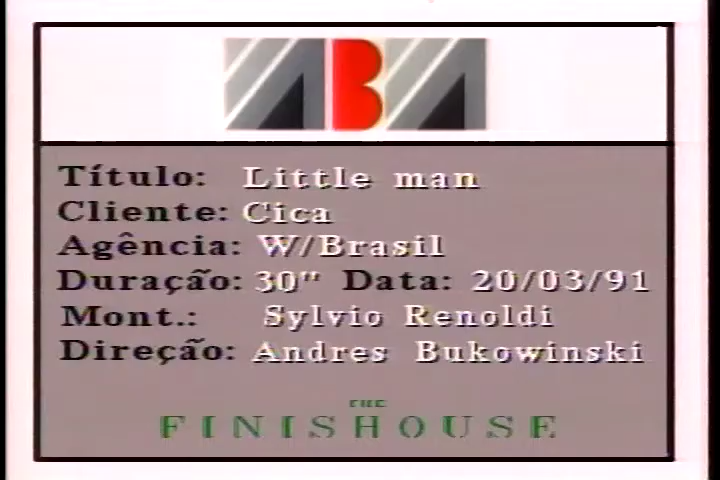 ABA
Título: Little man
Cliente: Cica
Agência: W/Brasil
Duração: 30" Data: 20/03/91
Mont.: Sylvio Renoldi
Direção: Andres Bukowinski
THE
FINISHOUSE